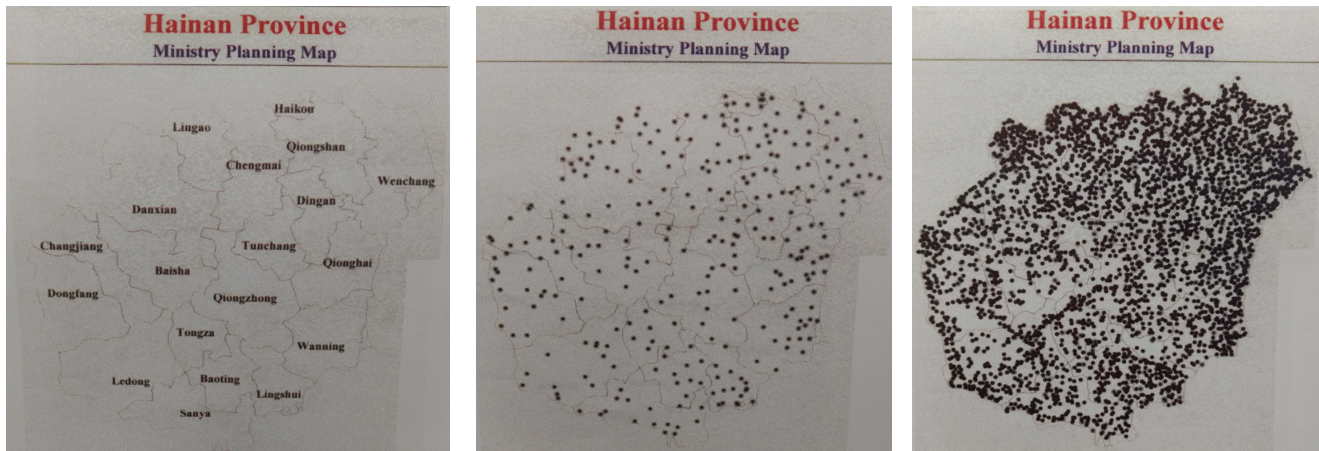 Hainan Province
Ministry Planning Map
Haikou
Lingao
Qiongshan
Chengmai
Wenchang
Dingan
Danxian
Changjiang
Tunchang
Qionghai
Baisha
Dongfang
Qiongzhong
Tongza
Wanning
Ledong
Baoting
Lingshui
Sanya
Hainan Province
Ministry Planning Map
Hainan Province
Ministry Planning Map